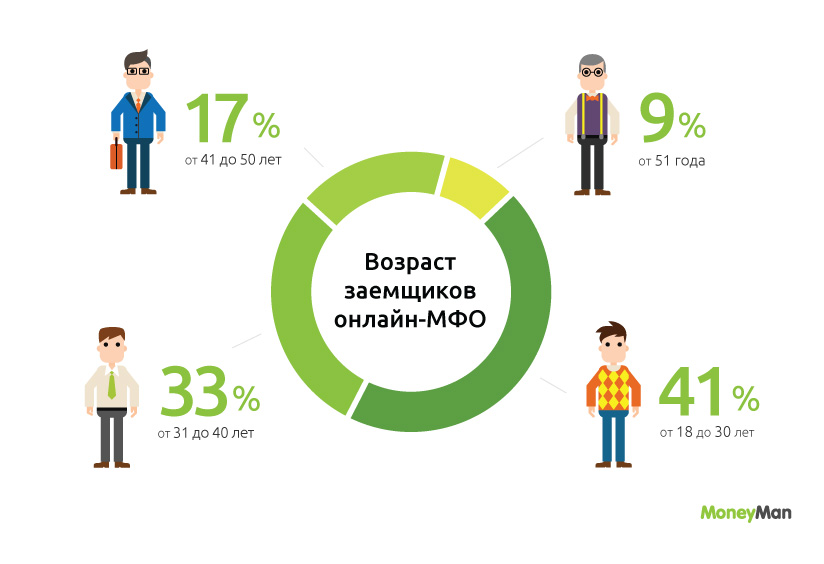 17%
от 41 до 50 лет
9%
от 51 года
Возраст
заемщиков
онлайн-МФО
33%
от 31 до 40 лет
41%
от 18 до 30 лет
MoneyMan